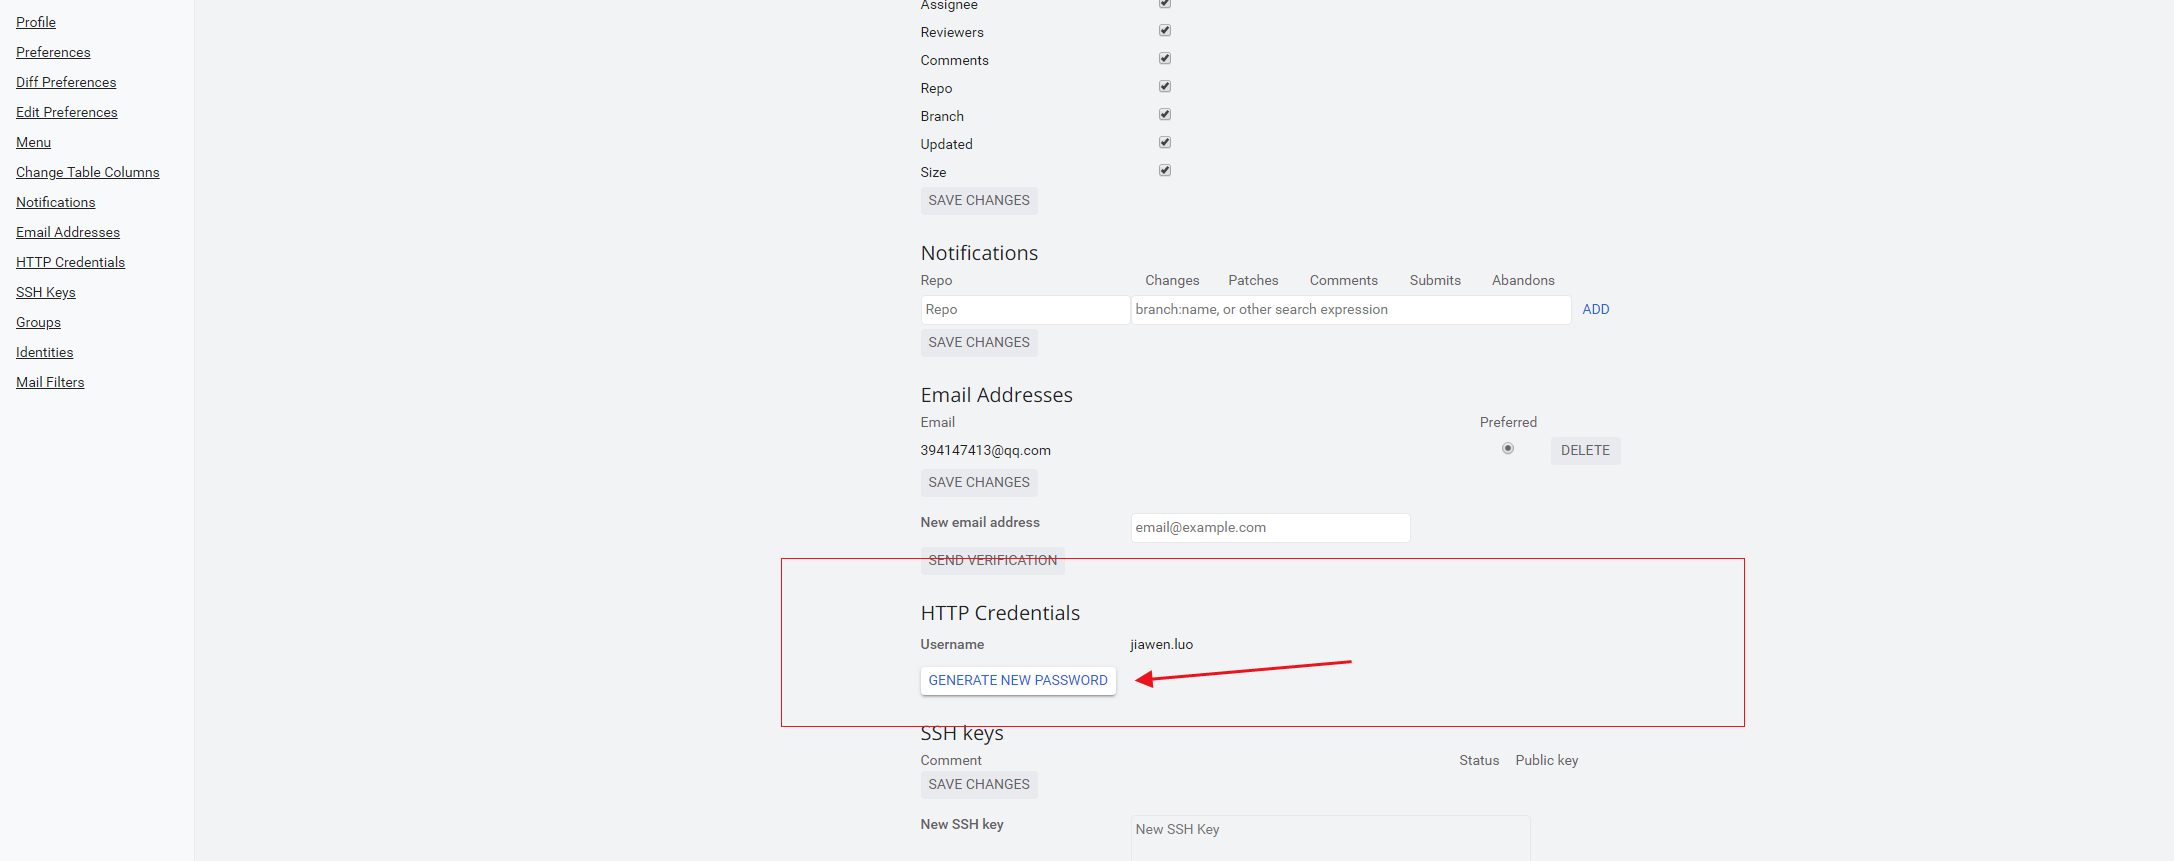 Profile
Preferences
Diff Preferences
Edit Preferences
Menu
Change Table Columns
Notifications
Email Addresses
HTTP Credentials
SSH Keys
Groups
Identities
Mail Filters
Assignee
Reviewers
Comments
Repo
Branch
Updated
Size
SAVE CHANGES
Notifications
Repo Changes Patches Comments Submits Abandons
Repo branch:name, or other search expression ADD
SAVE CHANGES
Email Addresses
Email Preferred
394147413@qq.com DELETE
SAVE CHANGES
New email address email@example.com
SEND VERIFICATION
HTTP Credentials
Username jiawen.luo
GENERATE NEW PASSWORD
SSH keys
Comment Status Public key
SAVE CHANGES
New SSH key New SSH Key